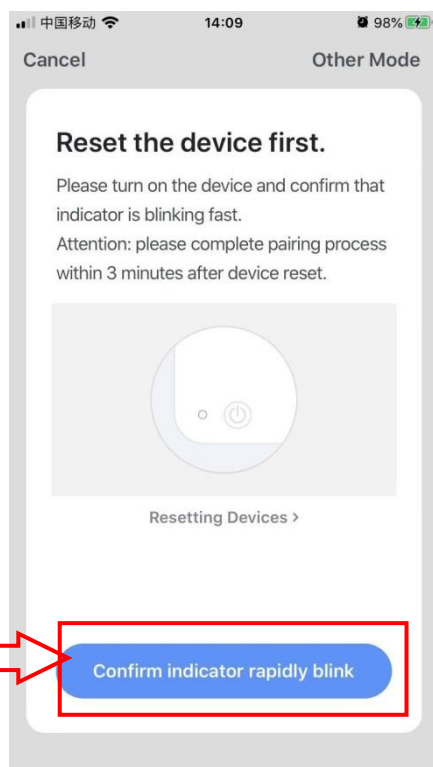 中国移动 14:09 98%
Cancel Other Mode
Reset the device first.
Please turn on the device and confirm that
indicator is blinking fast.
Attention: please complete pairing process
within 3 minutes after device reset.
Resetting Devices >
Confirm indicator rapidly blink